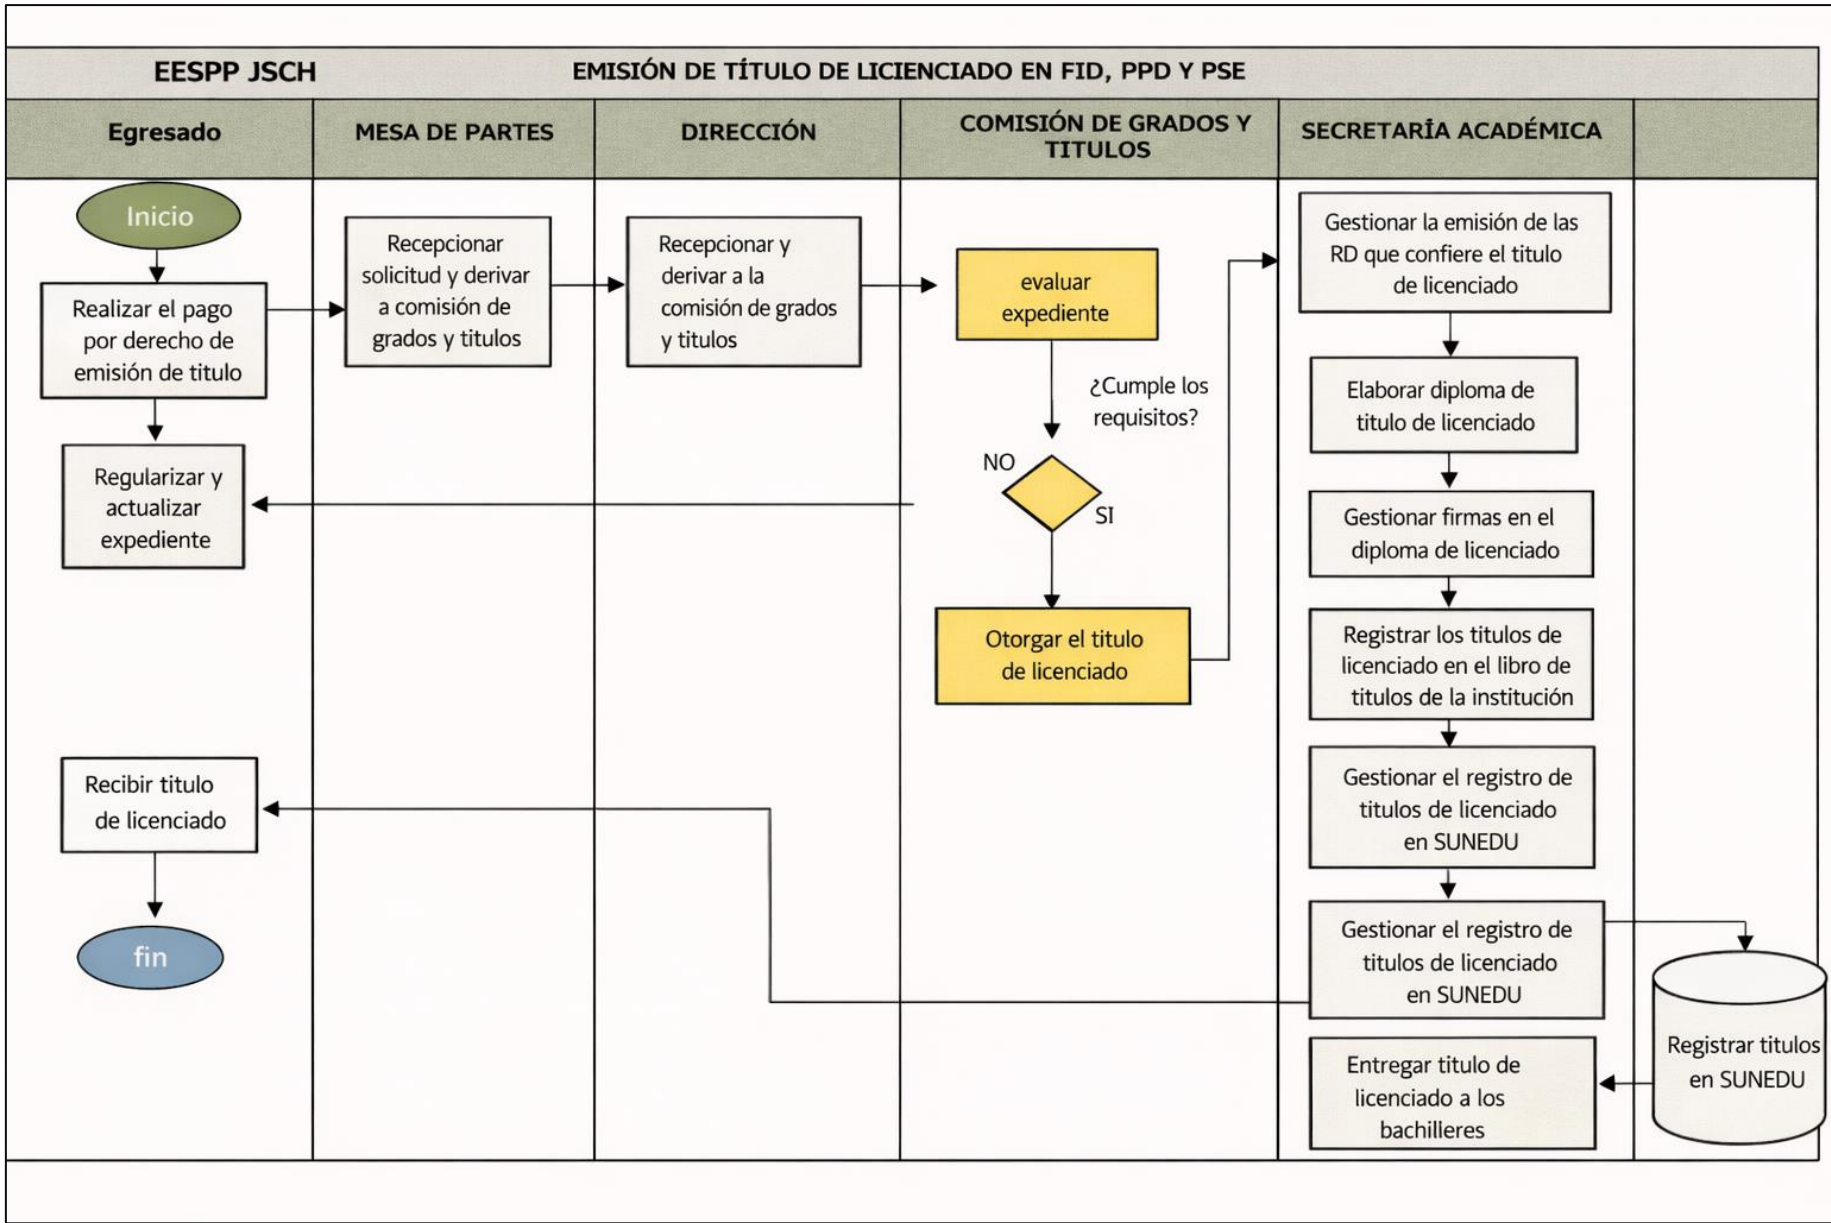 EESPP JSCH
EMISIÓN DE TÍTULO DE LICIENCIADO EN FID, PPD Y PSE
Egresado
MESA DE PARTES
DIRECCIÓN
COMISIÓN DE GRADOS Y
TITULOS
SECRETARÍA ACADÉMICA
Inicio
Realizar el pago
por derecho de
emisión de titulo
Regularizar y
actualizar
expediente
Recibir titulo
de licenciado
fin
Recepcionar
solicitud y derivar
a comisión de
grados y titulos
Recepcionar y
derivar a la
comisión de grados
y titulos
evaluar
expediente
¿Cumple los
requisitos?
NO
SI
Otorgar el titulo
de licenciado
Gestionar la emisión de las
RD que confiere el titulo
de licenciado
Elaborar diploma de
titulo de licenciado
Gestionar firmas en el
diploma de licenciado
Registrar los titulos de
licenciado en el libro de
titulos de la institución
Gestionar el registro de
titulos de licenciado
en SUNEDU
Gestionar el registro de
titulos de licenciado
en SUNEDU
Registrar titulos
en SUNEDU
Entregar titulo de
licenciado a los
bachilleres